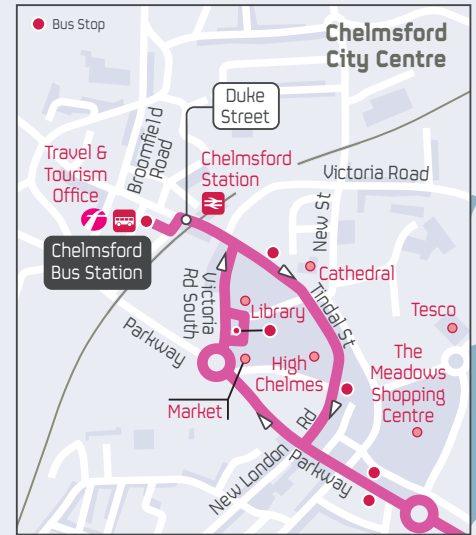 Bus Stop
Chelmsford
City Centre
Duke
Street
Broomfield
Road
Travel &
Tourism
Office
Chelmsford
Station
Victoria Road
New St
Chelmsford
Bus Station
Cathedral
Victoria
Rd South
Library
Tindal St
Tesco
Parkway
High
Chelmes
The
Meadows
Shopping
Centre
Market
New London Rd
Parkway